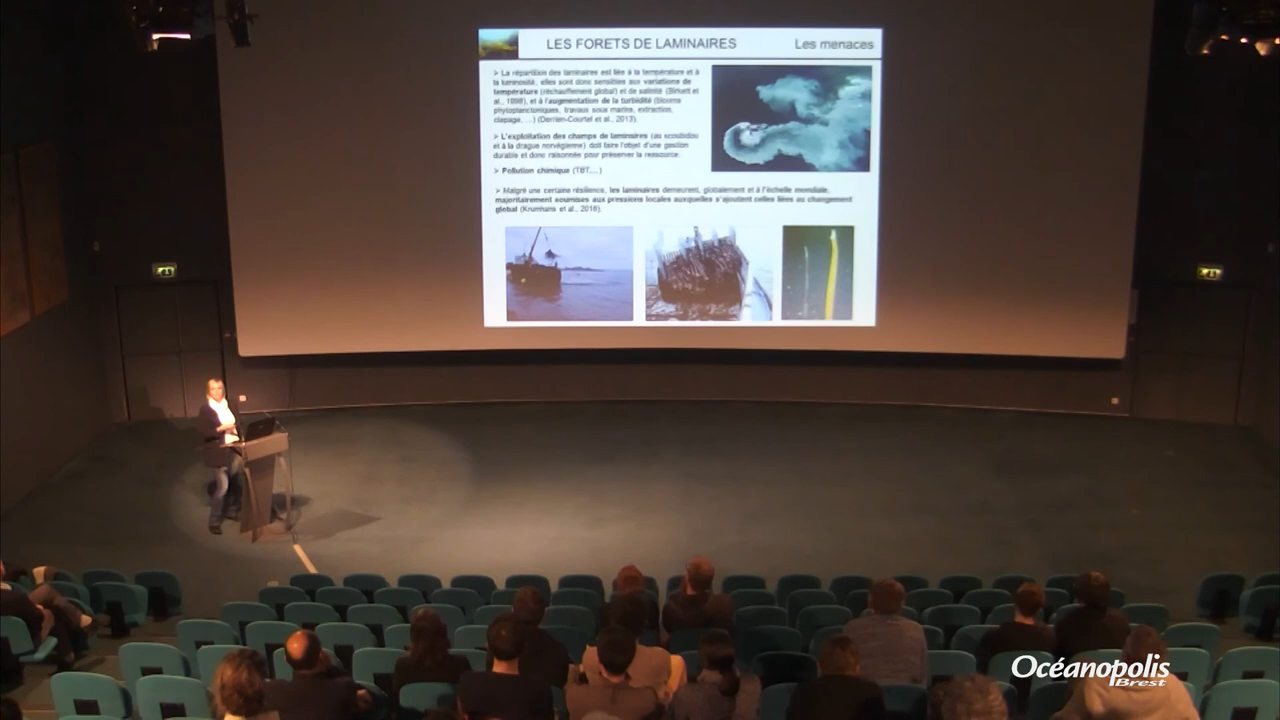 LES FORETS DE LAMINAIRES Les menaces
➢ La répartition des laminaires est liée à la température et à
la luminosité, elles sont donc sensibles aux variations de
température (réchauffement global) et de salinité (Birkett et
al., 1998), et à l'augmentation de la turbidité (blooms
phytoplanctoniques, travaux sous marins, extraction,
clapage, …) (Derrien-Courtel et al., 2013).
➢ L'exploitation des champs de laminaires (au scoubidou
et à la drague norvégienne) doit faire l'objet d'une gestion
durable et donc raisonnée pour préserver la ressource.
➢ Pollution chimique (TBT,…)
➢ Malgré une certaine résilience, les laminaires demeurent, globalement et à l'échelle mondiale,
majoritairement soumises aux pressions locales auxquelles s'ajoutent celles liées au changement
global (Krumhans et al., 2016).
Océanopolis
Brest